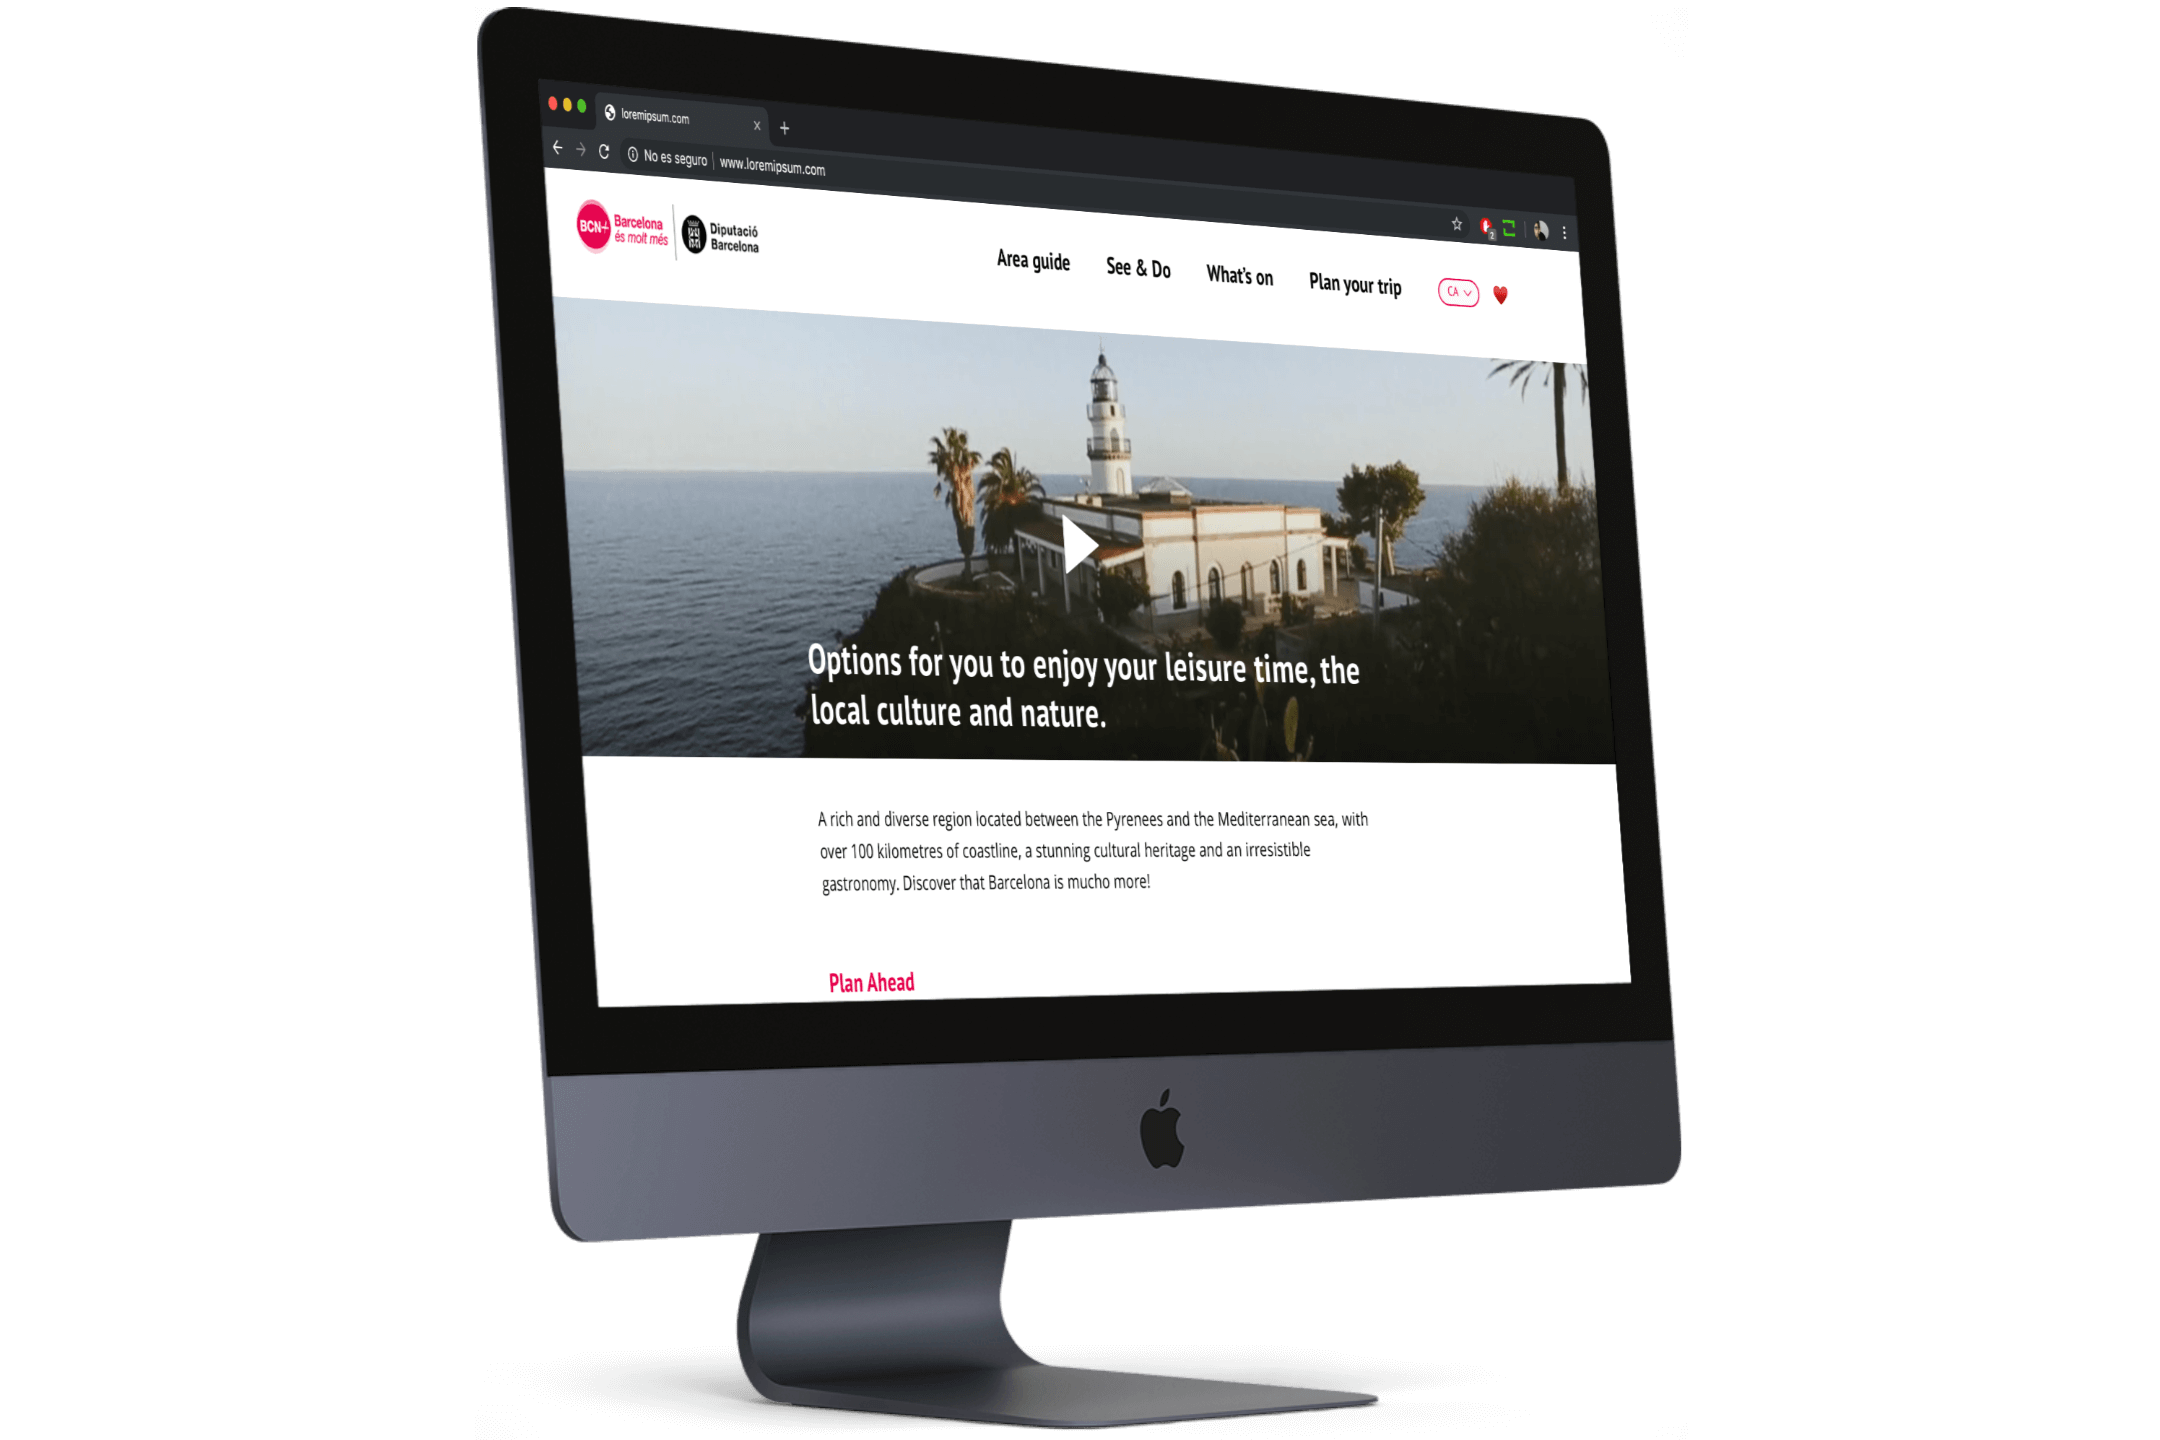 loremipsum.com
No es seguro | www.loremipsum.com
2
BCN+
Barcelona
és molt més
Diputació
Barcelona
Area guide
See & Do
What's on
Plan your trip
CA
Options for you to enjoy your leisure time, the
local culture and nature.
A rich and diverse region located between the Pyrenees and the Mediterranean sea, with
over 100 kilometres of coastline, a stunning cultural heritage and an irresistible
gastronomy. Discover that Barcelona is mucho more!
Plan Ahead